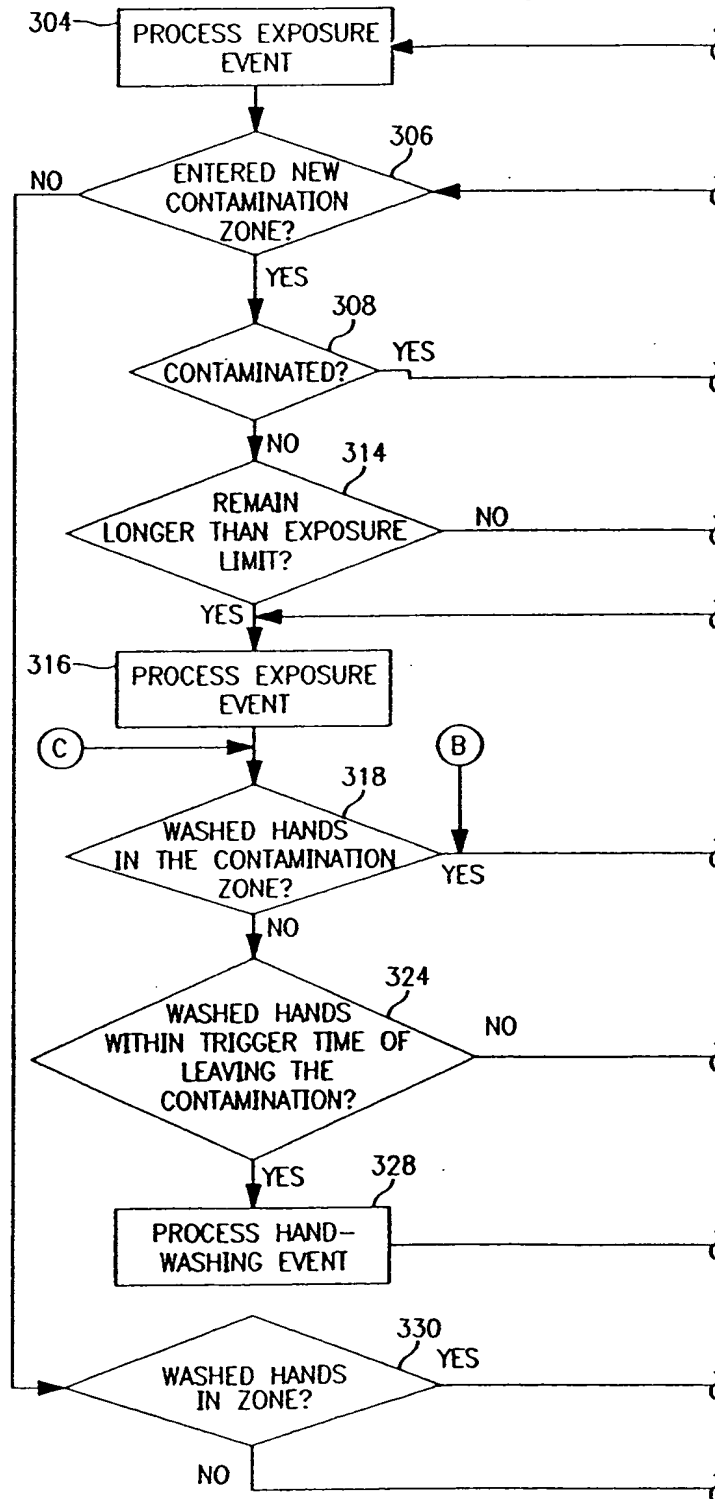 304
PROCESS EXPOSURE
EVENT
306
NO
ENTERED NEW
CONTAMINATION
ZONE?
YES
308
YES
CONTAMINATED?
NO
314
REMAIN
LONGER THAN EXPOSURE
LIMIT?
NO
YES
316
PROCESS EXPOSURE
EVENT
C
B
318
WASHED HANDS
IN THE CONTAMINATION
ZONE?
YES
NO
324
WASHED HANDS
WITHIN TRIGGER TIME OF
LEAVING THE
CONTAMINATION?
NO
YES
328
PROCESS HAND-
WASHING EVENT
330
YES
WASHED HANDS
IN ZONE?
NO